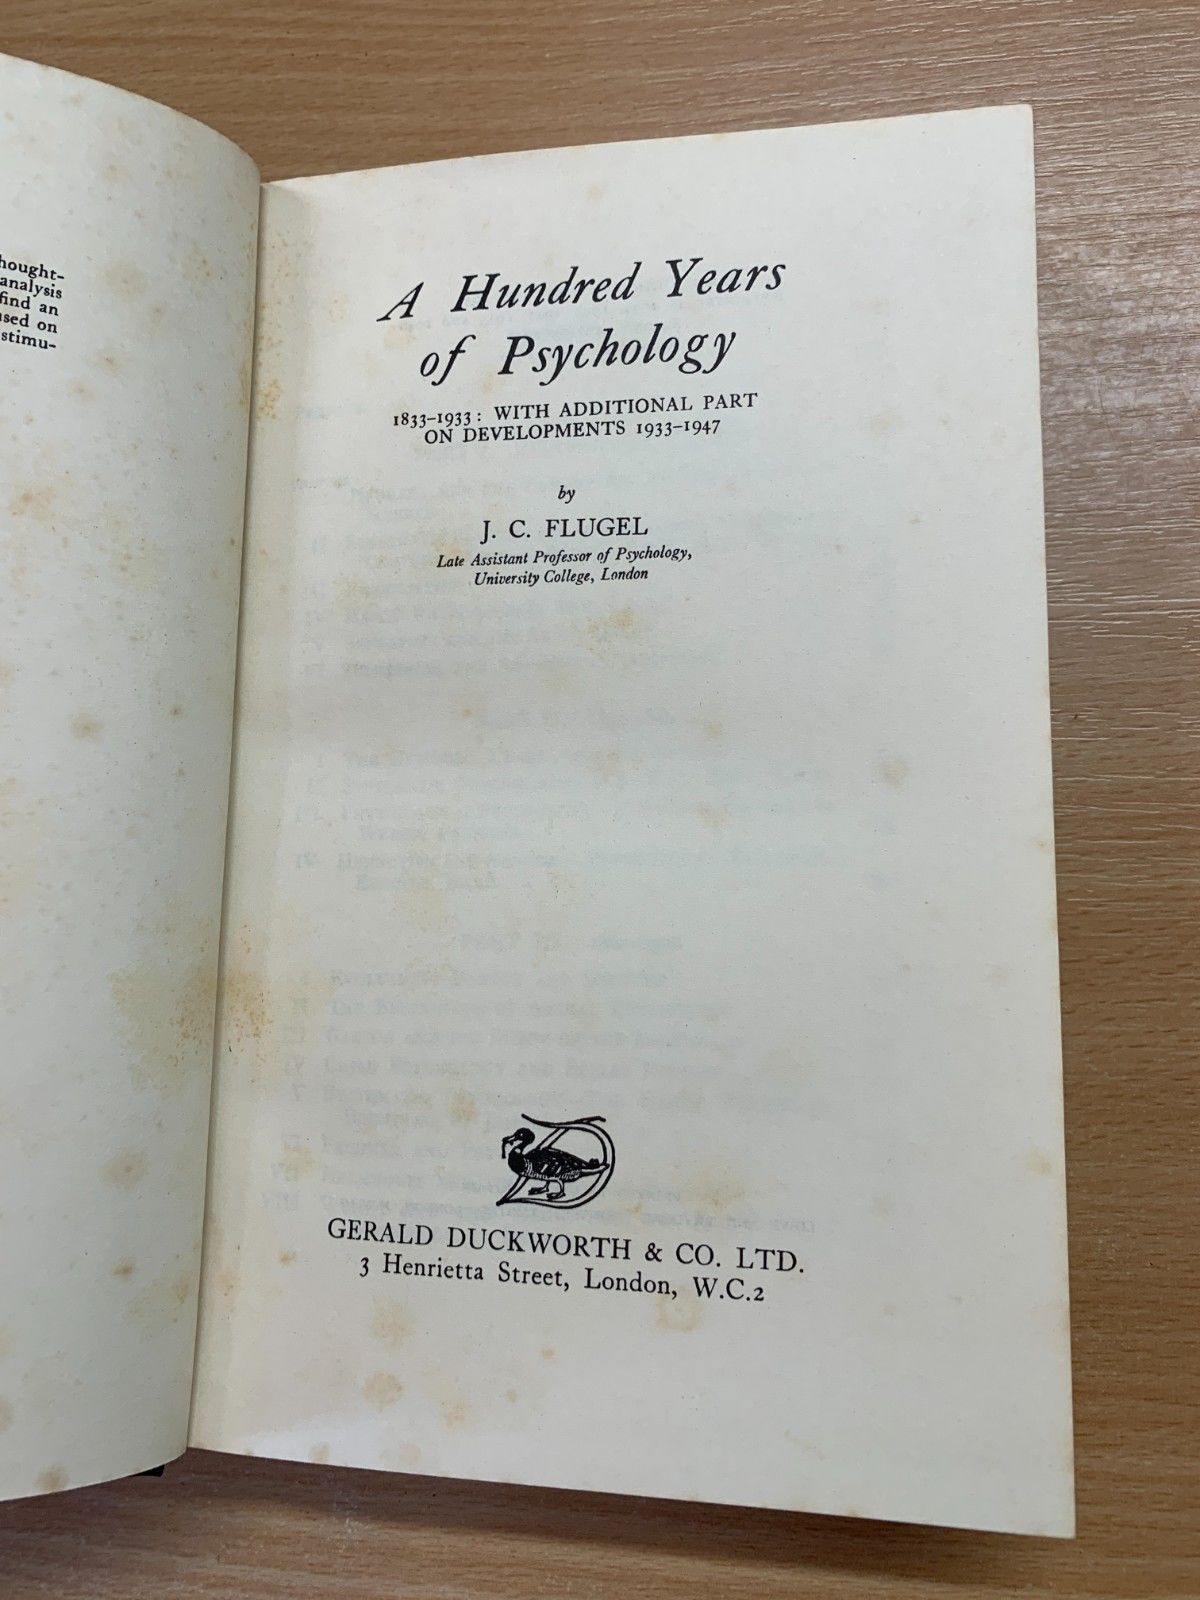 hought-
analysis
find an
ased on
stimu-
A Hundred Years
of Psychology
1833–1933: WITH ADDITIONAL PART
ON DEVELOPMENTS 1933–1947
by
J. C. FLUGEL
Late Assistant Professor of Psychology,
University College, London
GERALD DUCKWORTH & CO. LTD.
3 Henrietta Street, London, W.C.2